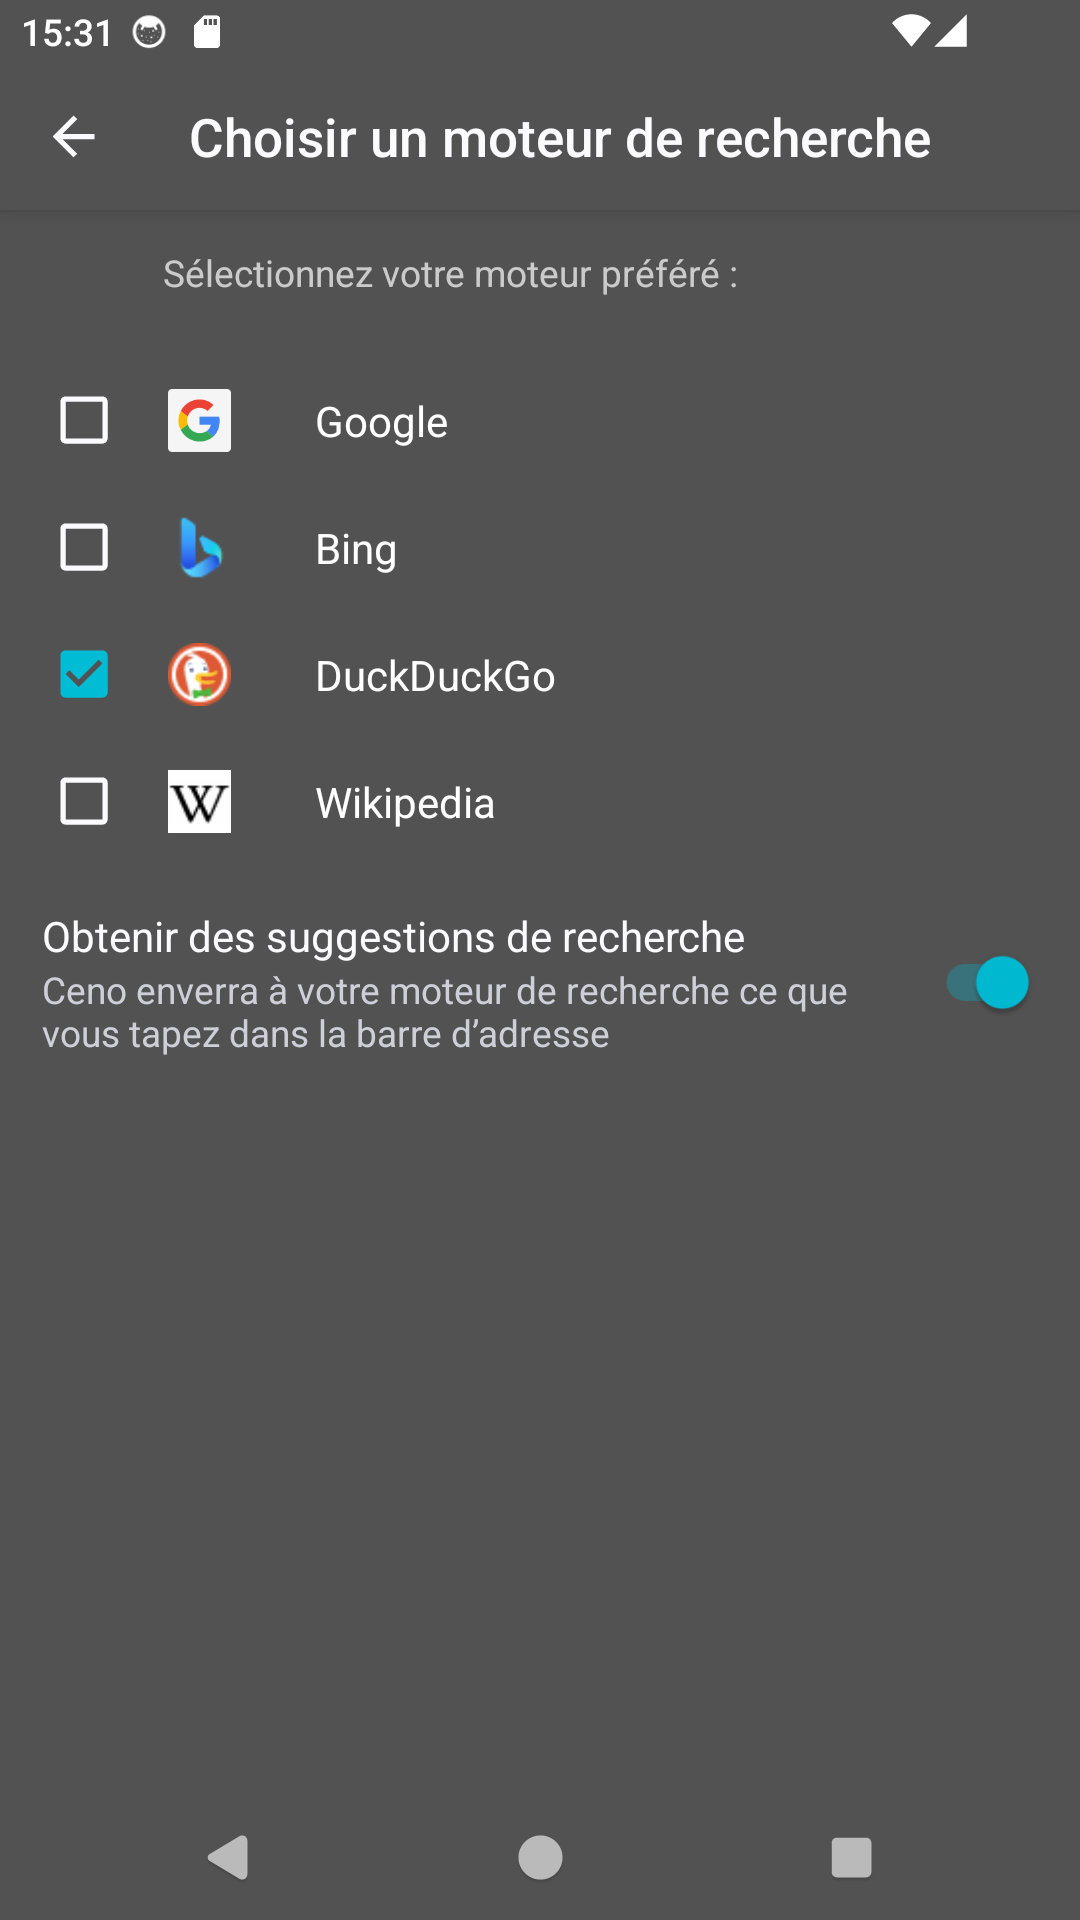 15:31
Choisir un moteur de recherche
Sélectionnez votre moteur préféré :
Google
Bing
DuckDuckGo
W
Wikipedia
Obtenir des suggestions de recherche
Ceno enverra à votre moteur de recherche ce que
vous tapez dans la barre d’adresse